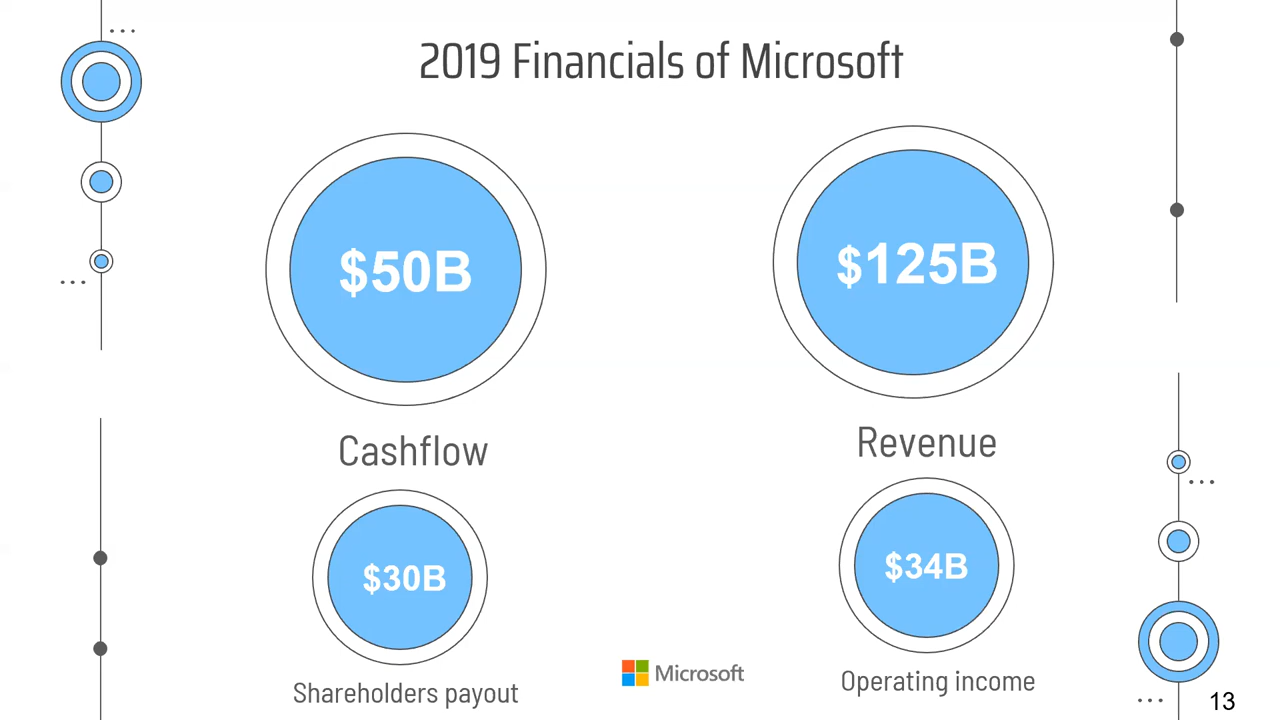 2019 Financials of Microsoft
$50B
$125B
Cashflow
Revenue
$30B
$34B
Shareholders payout
Microsoft
Operating income
13